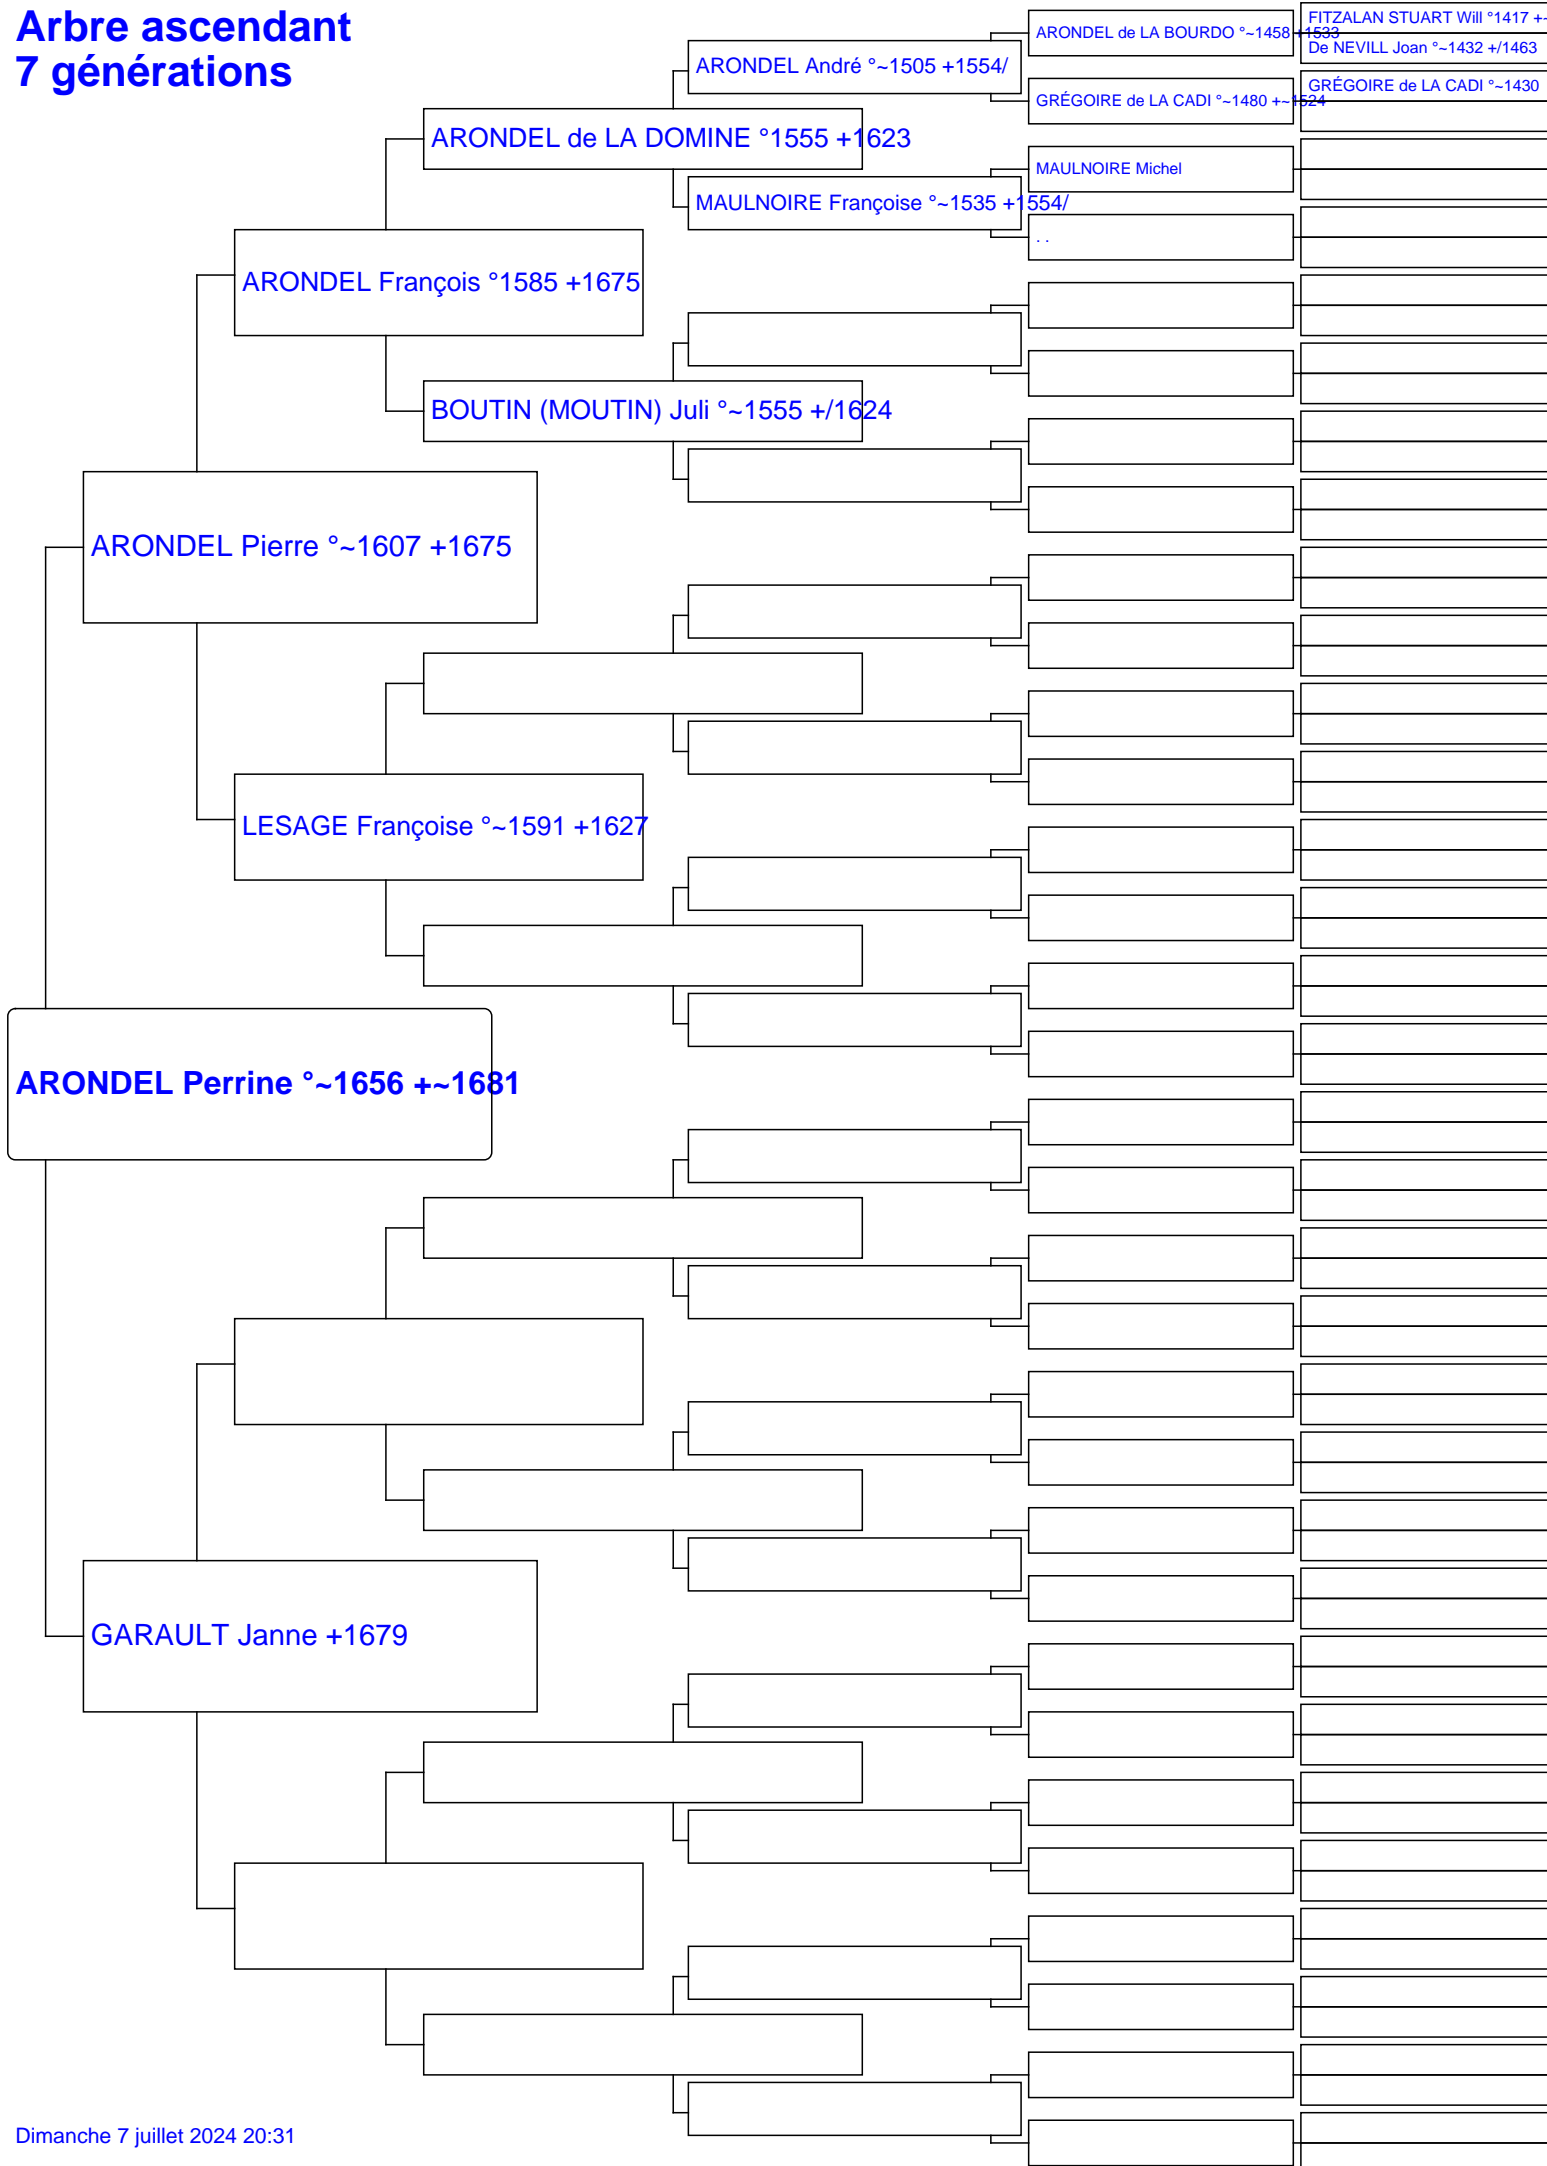 Arbre ascendant
7 générations
FITZALAN STUART Will °1417 +~
ARONDEL de LA BOURDO °~1458 +1533
De NEVILL Joan °~1432 +/1463
ARONDEL André °~1505 +1554/
GRÉGOIRE de LA CADI °~1430
GRÉGOIRE de LA CADI °~1480 +~1524
ARONDEL de LA DOMINE °1555 +1623
MAULNOIRE Michel
MAULNOIRE Françoise °~1535 +1554/
. .
ARONDEL François °1585 +1675
BOUTIN (MOUTIN) Juli °~1555 +/1624
ARONDEL Pierre °~1607 +1675
LESAGE Françoise °~1591 +1627
ARONDEL Perrine °~1656 +~1681
GARAULT Janne +1679
Dimanche 7 juillet 2024 20:31